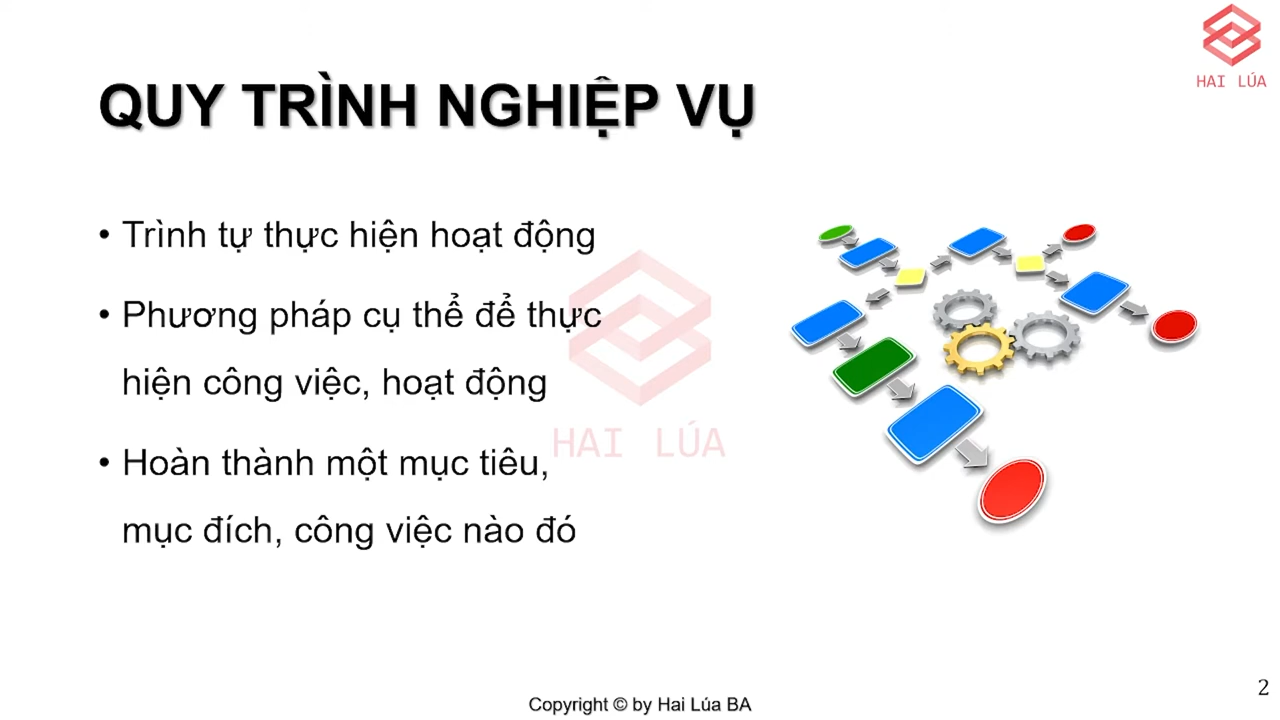 HAI LÚA
QUY TRÌNH NGHIỆP VỤ
• Trình tự thực hiện hoạt động
• Phương pháp cụ thể để thực
hiện công việc, hoạt động
HAI LÚA
• Hoàn thành một mục tiêu,
mục đích, công việc nào đó
2
Copyright © by Hai Lúa BA